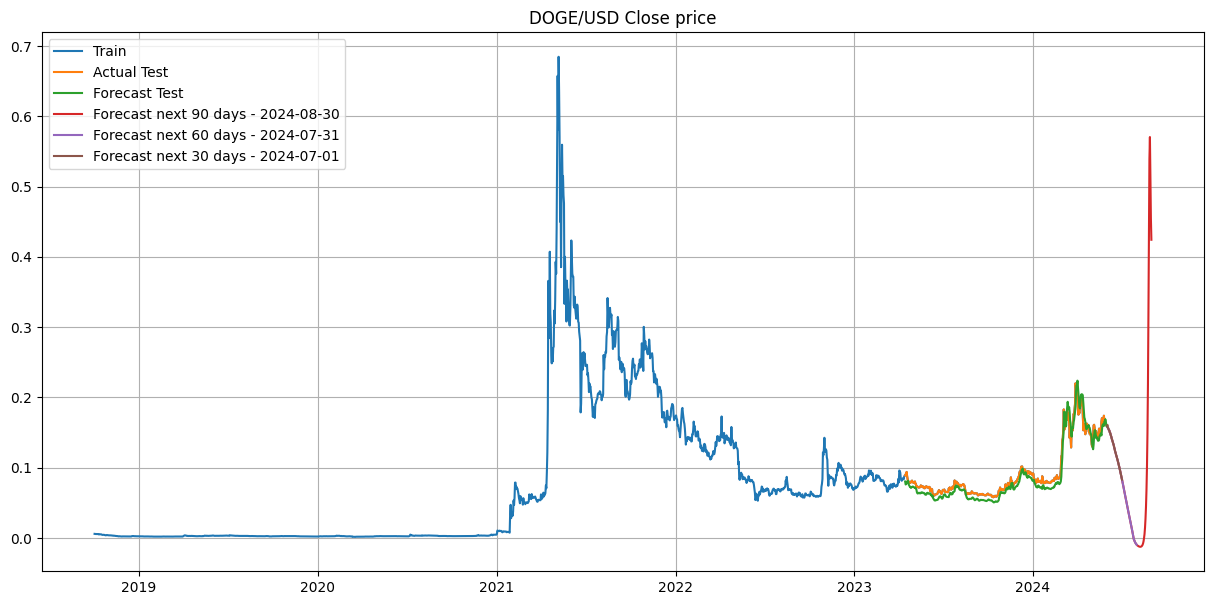 DOGE/USD Close price
Train
Actual Test
Forecast Test
Forecast next 90 days - 2024-08-30
Forecast next 60 days - 2024-07-31
Forecast next 30 days - 2024-07-01
0.7
0.6
0.5
0.4
0.3
0.2
0.1
0.0
2019 2020 2021 2022 2023 2024